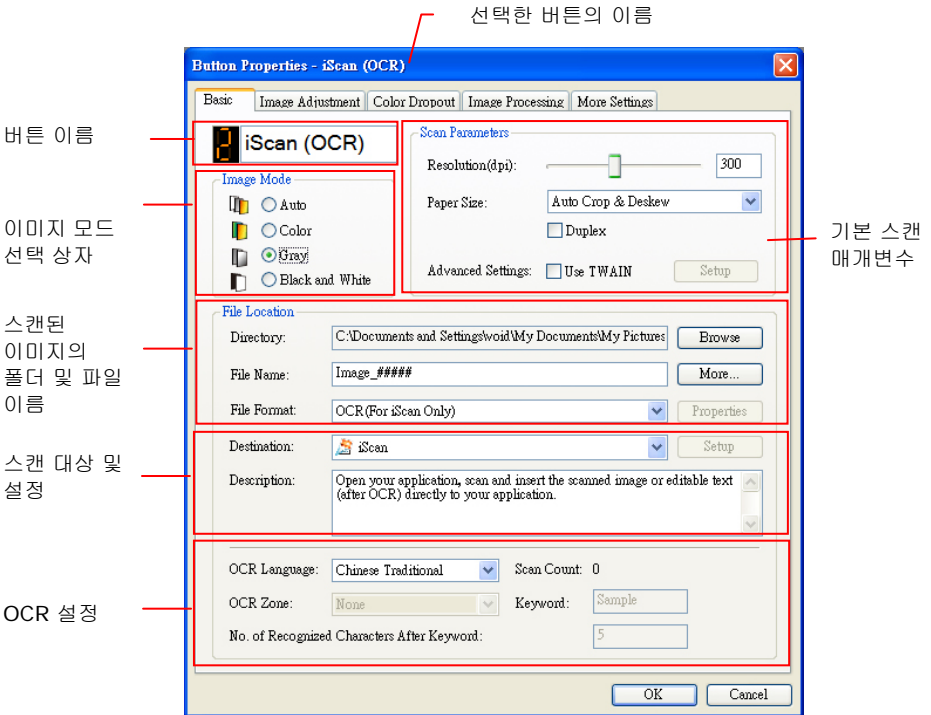 선택한 버튼의 이름
Button Properties - iScan (OCR)
Basic Image Adjustment Color Dropout Image Processing More Settings
버튼 이름
2 iScan (OCR)
Image Mode
Auto
Color
Gray
Black and White
이미지 모드
선택 상자
Scan Parameters
Resolution(dpi): 300
Paper Size: Auto Crop & Deskew
Duplex
Advanced Settings: Use TWAIN Setup
기본 스캔
매개변수
스캔된
이미지의
폴더 및 파일
이름
File Location
Directory: C:\Documents and Settings\void\My Documents\My Pictures Browse
File Name: Image_##### More...
File Format: OCR(For iScan Only) Properties
스캔 대상 및
설정
Destination: iScan Setup
Description: Open your application, scan and insert the scanned image or editable text
(after OCR) directly to your application.
OCR 설정
OCR Language: Chinese Traditional Scan Count: 0
OCR Zone: None Keyword: Sample
No. of Recognized Characters After Keyword: 5
OK Cancel